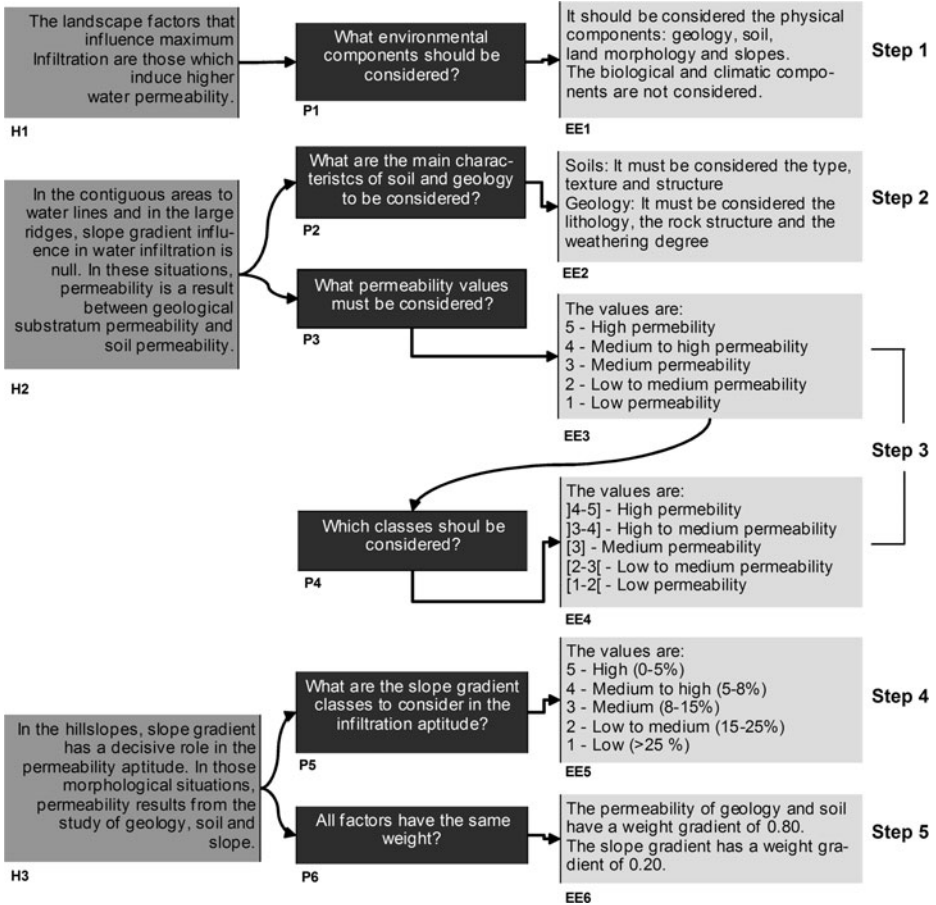 The landscape factors that
influence maximum
Infiltration are those which
induce higher
water permeability.
H1
What environmental
components should be
considered?
P1
It should be considered the physical
components: geology, soil,
land morphology and slopes.
The biological and climatic compo-
nents are not considered.
EE1
Step 1
In the contiguous areas to
water lines and in the large
ridges, slope gradient influ-
ence in water infiltration is
null. In these situations,
permeability is a result
between geological
substratum permeability and
soil permeability.
H2
What are the main charac-
teristcs of soil and geology
to be considered?
P2
Soils: It must be considered the type,
texture and structure
Geology: It must be considered the
lithology, the rock structure and the
weathering degree
EE2
Step 2
What permeability values
must be considered?
P3
The values are:
5 - High permebility
4 - Medium to high permeability
3 - Medium permeability
2 - Low to medium permeability
1 - Low permeability
EE3
Step 3
Which classes shoul be
considered?
P4
The values are:
]4-5] - High permebility
]3-4] - High to medium permeability
[3] - Medium permeability
[2-3[ - Low to medium permeability
[1-2[ - Low permeability
EE4
In the hillslopes, slope gradient
has a decisive role in the
permeability aptitude. In those
morphological situations,
permeability results from the
study of geology, soil and
slope.
H3
What are the slope gradient
classes to consider in the
infiltration aptitude?
P5
The values are:
5 - High (0-5%)
4 - Medium to high (5-8%)
3 - Medium (8-15%)
2 - Low to medium (15-25%)
1 - Low (>25 %)
EE5
Step 4
All factors have the same
weight?
P6
The permeability of geology and soil
have a weight gradient of 0.80.
The slope gradient has a weight gra-
dient of 0.20.
EE6
Step 5